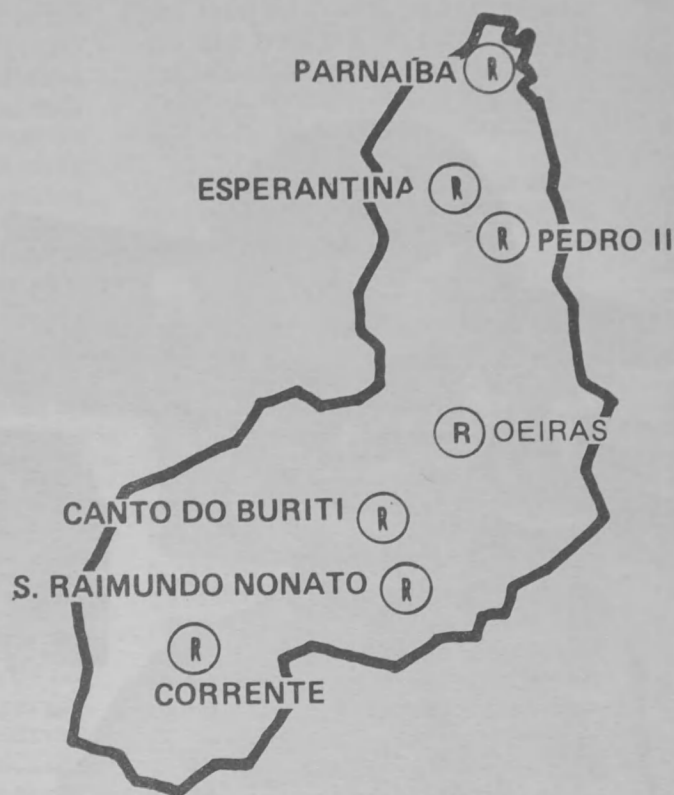 PARNAÍBA R
ESPERANTINA R
R PEDRO II
R OEIRAS
CANTO DO BURITI R
S. RAIMUNDO NONATO R
R
CORRENTE